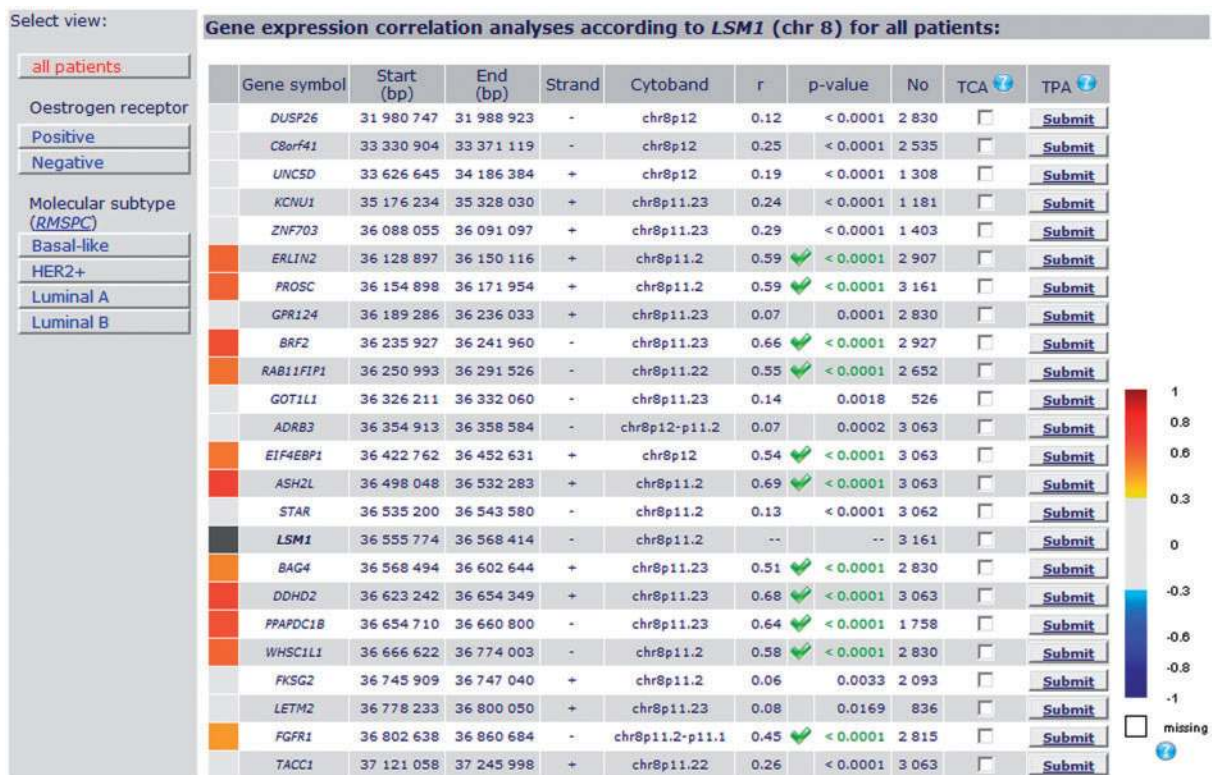 Select view:
all patients
Oestrogen receptor
Positive
Negative
Molecular subtype
(RMSPC)
Basal-like
HER2+
Luminal A
Luminal B
Gene expression correlation analyses according to LSM1 (chr 8) for all patients:
Gene symbol Start (bp) End (bp) Strand Cytoband r p-value No TCA ? TPA ?
DUSP26 31 980 747 31 988 923 - chr8p12 0.12 < 0.0001 2 830 Submit
C8orf41 33 330 904 33 371 119 - chr8p12 0.25 < 0.0001 2 535 Submit
UNC5D 33 626 645 34 186 384 + chr8p12 0.19 < 0.0001 1 308 Submit
KCNU1 35 176 234 35 328 030 + chr8p11.23 0.24 < 0.0001 1 181 Submit
ZNF703 36 088 055 36 091 097 + chr8p11.23 0.29 < 0.0001 1 403 Submit
ERLIN2 36 128 897 36 150 116 + chr8p11.2 0.59 < 0.0001 2 907 Submit
PROSC 36 154 898 36 171 954 + chr8p11.2 0.59 < 0.0001 3 161 Submit
GPR124 36 189 286 36 236 033 + chr8p11.23 0.07 0.0001 2 830 Submit
BRF2 36 235 927 36 241 960 - chr8p11.23 0.66 < 0.0001 2 927 Submit
RAB11FIP1 36 250 993 36 291 526 - chr8p11.22 0.55 < 0.0001 2 652 Submit
GOT1L1 36 326 211 36 332 060 - chr8p11.23 0.14 0.0018 526 Submit
ADRB3 36 354 913 36 358 584 - chr8p12-p11.2 0.07 0.0002 3 063 Submit
EIF4EBP1 36 422 762 36 452 631 + chr8p12 0.54 < 0.0001 3 063 Submit
ASH2L 36 498 048 36 532 283 + chr8p11.2 0.69 < 0.0001 3 063 Submit
STAR 36 535 200 36 543 580 - chr8p11.2 0.13 < 0.0001 3 062 Submit
LSM1 36 555 774 36 568 414 - chr8p11.2 -- -- 3 161 Submit
BAG4 36 568 494 36 602 644 + chr8p11.23 0.51 < 0.0001 2 830 Submit
DDHD2 36 623 242 36 654 349 + chr8p11.23 0.68 < 0.0001 3 063 Submit
PPAPDC1B 36 654 710 36 660 800 - chr8p11.23 0.64 < 0.0001 1 758 Submit
WHSC1L1 36 666 622 36 774 003 - chr8p11.2 0.58 < 0.0001 2 830 Submit
FKSG2 36 745 909 36 747 040 + chr8p11.2 0.06 0.0033 2 093 Submit
LETM2 36 778 233 36 800 050 + chr8p11.23 0.08 0.0169 836 Submit
FGFR1 36 802 638 36 860 684 - chr8p11.2-p11.1 0.45 < 0.0001 2 815 Submit
TACC1 37 121 058 37 245 998 + chr8p11.22 0.26 < 0.0001 3 063 Submit
1
0.8
0.6
0.3
0
-0.3
-0.6
-0.8
-1
missing
?